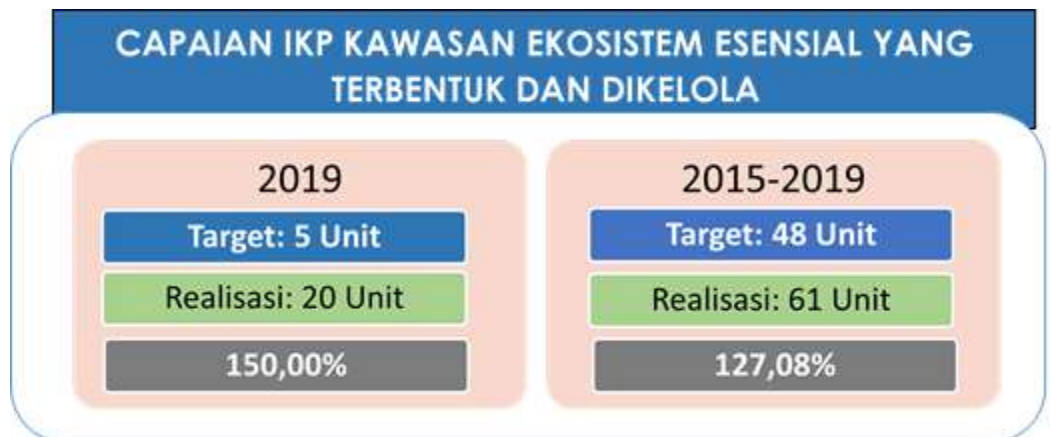 CAPAIAN IKP KAWASAN EKOSISTEM ESENSIAL YANG
TERBENTUK DAN DIKELOLA
2019
Target: 5 Unit
Realisasi: 20 Unit
150,00%
2015-2019
Target: 48 Unit
Realisasi: 61 Unit
127,08%